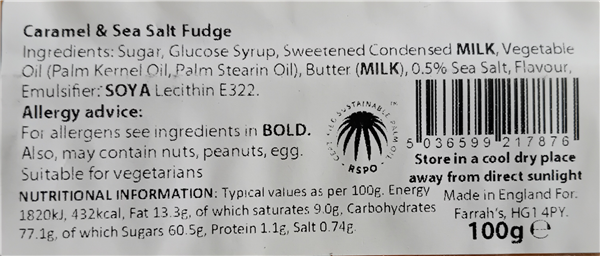 Caramel & Sea Salt Fudge
Ingredients: Sugar, Glucose Syrup, Sweetened Condensed MILK, Vegetable
Oil (Palm Kernel Oil, Palm Stearin Oil), Butter (MILK), 0.5% Sea Salt, Flavour,
Emulsifier: SOYA Lecithin E322.
Allergy advice:
For allergens see ingredients in BOLD.
Also, may contain nuts, peanuts, egg.
Suitable for vegetarians
CERTIFIED SUSTAINABLE PALM OIL
TM
RSPO
5 036599 217876
Store in a cool dry place
away from direct sunlight
NUTRITIONAL INFORMATION: Typical values as per 100g. Energy
1820kJ, 432kcal, Fat 13.3g, of which saturates 9.0g, Carbohydrates
77.1g, of which Sugars 60.5g, Protein 1.1g, Salt 0.74g.
Made in England For:
Farrah's, HG1 4PY.
100g ℮